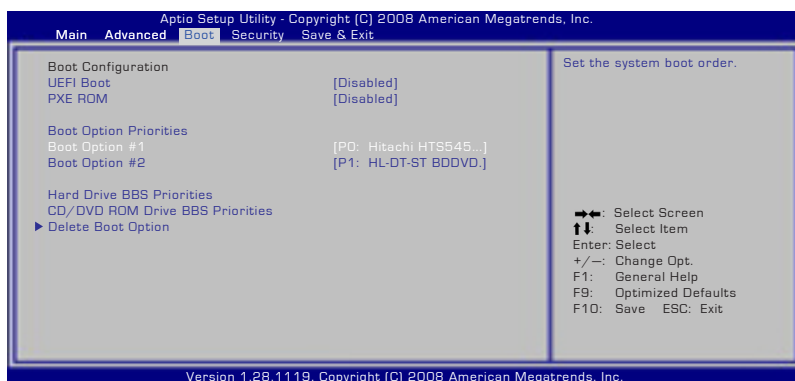 Aptio Setup Utility - Copyright (C) 2008 American Megatrends, Inc.
Main Advanced Boot Security Save & Exit
Boot Configuration
UEFI Boot [Disabled]
PXE ROM [Disabled]
Boot Option Priorities
Boot Option #1 [P0: Hitachi HTS545...]
Boot Option #2 [P1: HL-DT-ST BDDVD.]
Hard Drive BBS Priorities
CD/DVD ROM Drive BBS Priorities
Delete Boot Option
Set the system boot order.
→←: Select Screen
↑↓: Select Item
Enter: Select
+/—: Change Opt.
F1: General Help
F9: Optimized Defaults
F10: Save ESC: Exit
Version 1.28.1119. Copyright (C) 2008 American Megatrends, Inc.